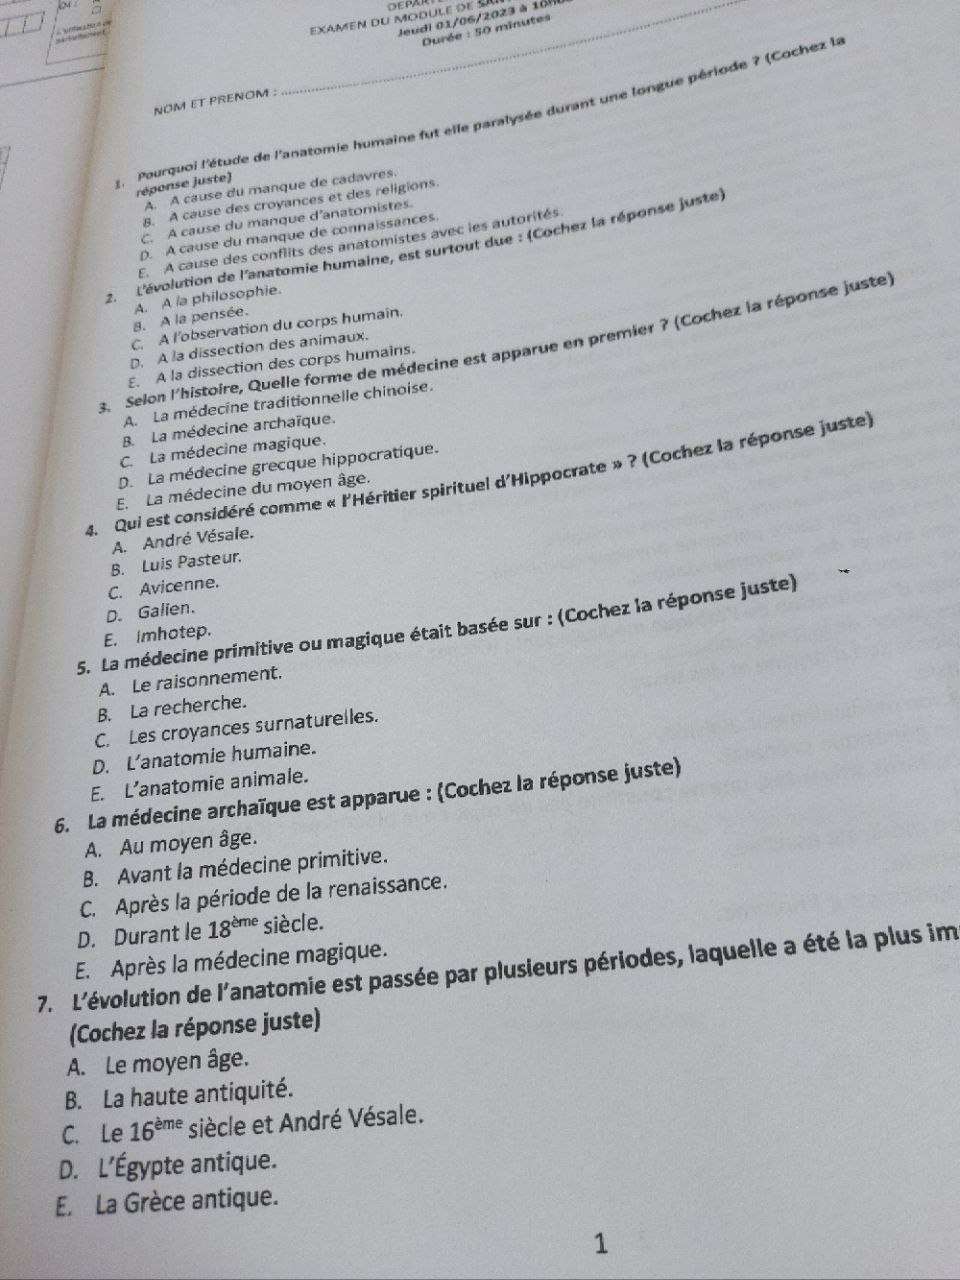 EXAMEN DU MODULE DE
Jeudi 01/06/2023 à
Durée : 50 minutes
NOM ET PRENOM :
1. Pourquoi l'étude de l'anatomie humaine fut elle paralysée durant une longue période ? (Cochez la
réponse juste)
A. A cause du manque de cadavres.
B. A cause des croyances et des religions.
C. A cause du manque d'anatomistes.
D. A cause du manque de connaissances.
E. A cause des conflits des anatomistes avec les autorités.
2. L'évolution de l'anatomie humaine, est surtout due : (Cochez la réponse juste)
A. A la philosophie.
B. A la pensée.
C. A l'observation du corps humain.
D. A la dissection des animaux.
E. A la dissection des corps humains.
3. Selon l'histoire, Quelle forme de médecine est apparue en premier ? (Cochez la réponse juste)
A. La médecine traditionnelle chinoise.
B. La médecine archaïque.
C. La médecine magique.
D. La médecine grecque hippocratique.
E. La médecine du moyen âge.
4. Qui est considéré comme « l'Héritier spirituel d'Hippocrate » ? (Cochez la réponse juste)
A. André Vésale.
B. Luis Pasteur.
C. Avicenne.
D. Galien.
E. Imhotep.
5. La médecine primitive ou magique était basée sur : (Cochez la réponse juste)
A. Le raisonnement.
B. La recherche.
C. Les croyances surnaturelles.
D. L'anatomie humaine.
E. L'anatomie animale.
6. La médecine archaïque est apparue : (Cochez la réponse juste)
A. Au moyen âge.
B. Avant la médecine primitive.
C. Après la période de la renaissance.
D. Durant le 18ème siècle.
E. Après la médecine magique.
7. L'évolution de l'anatomie est passée par plusieurs périodes, laquelle a été la plus im
(Cochez la réponse juste)
A. Le moyen âge.
B. La haute antiquité.
C. Le 16ème siècle et André Vésale.
D. L'Égypte antique.
E. La Grèce antique.
1